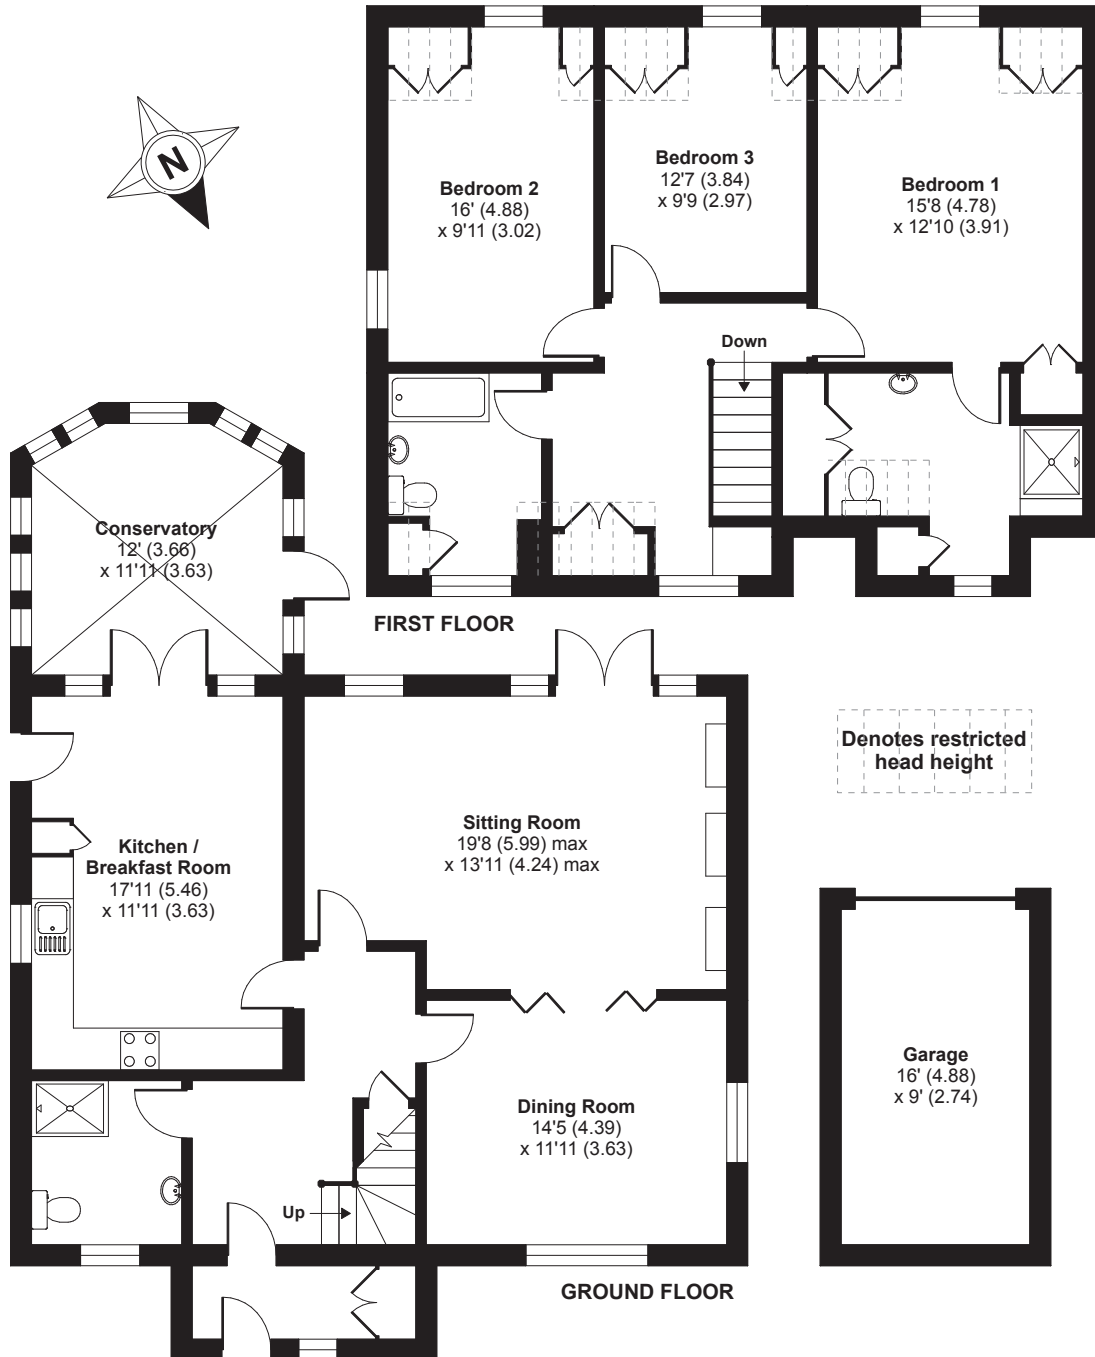 Bedroom 2
16' (4.88)
x 9'11 (3.02)
Bedroom 3
12'7 (3.84)
x 9'9 (2.97)
Bedroom 1
15'8 (4.78)
x 12'10 (3.91)
N
Down
Conservatory
12' (3.66)
x 11'11 (3.63)
FIRST FLOOR
Denotes restricted
head height
Sitting Room
19'8 (5.99) max
x 13'11 (4.24) max
Kitchen /
Breakfast Room
17'11 (5.46)
x 11'11 (3.63)
Garage
16' (4.88)
x 9' (2.74)
Dining Room
14'5 (4.39)
x 11'11 (3.63)
Up
GROUND FLOOR